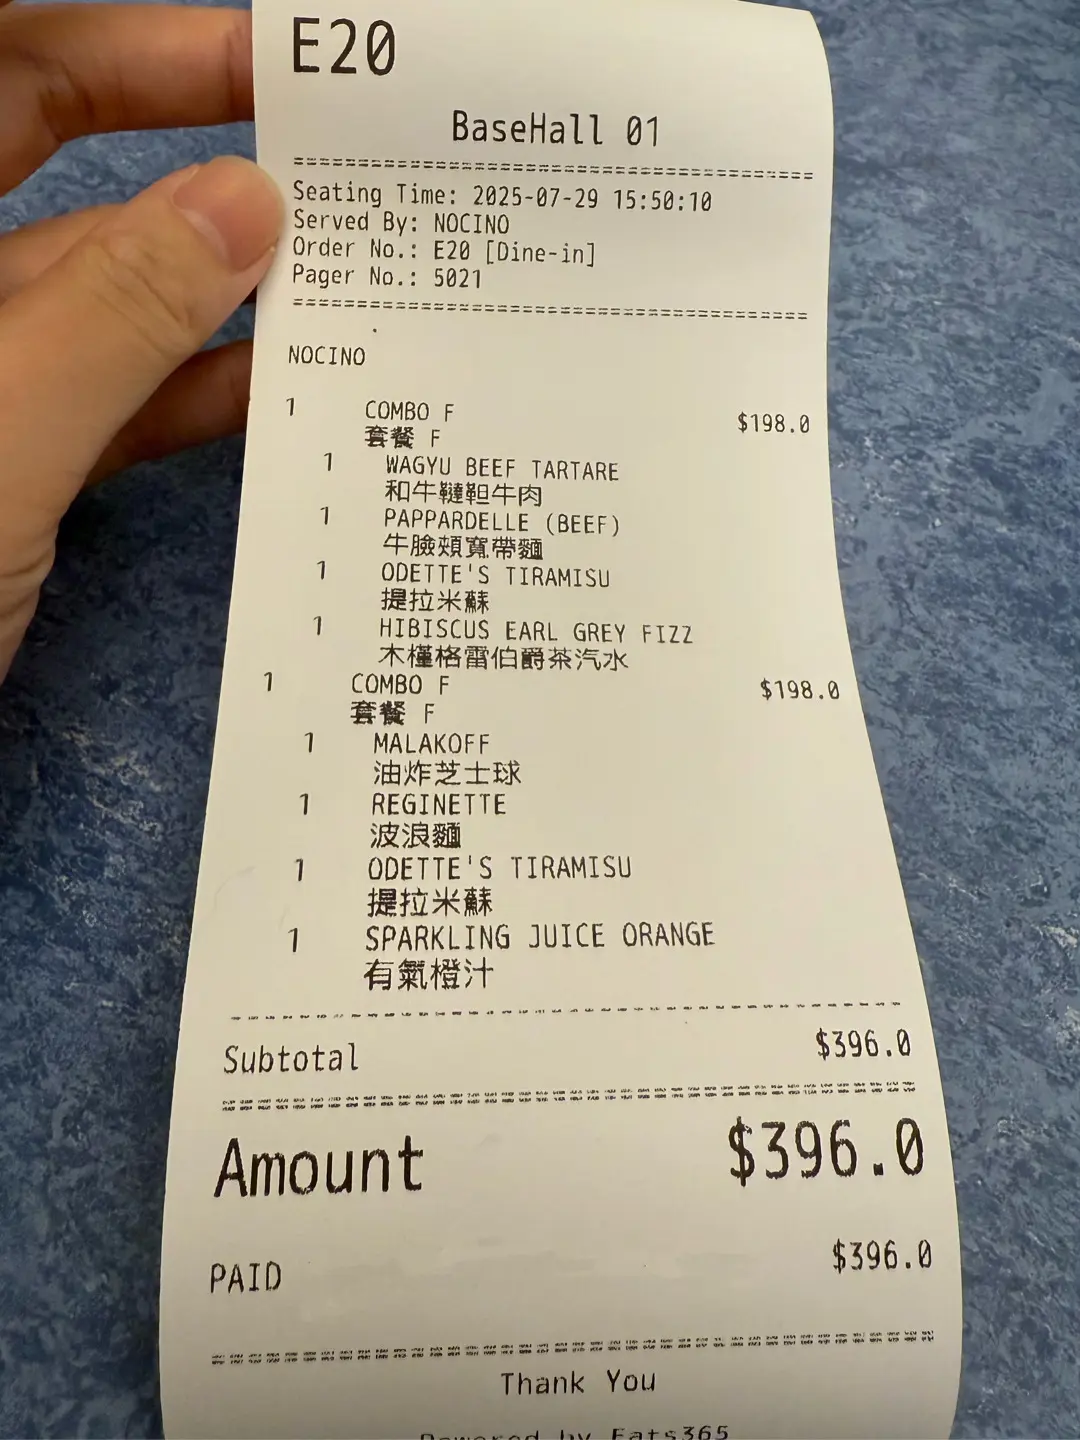 E20
BaseHall 01
Seating Time: 2025-07-29 15:50:10
Served By: NOCINO
Order No.: E20 [Dine-in]
Pager No.: 5021
NOCINO
1 COMBO F $198.0
套餐 F
1 WAGYU BEEF TARTARE
和牛韃靼牛肉
1 PAPPARDELLE (BEEF)
牛臉頰寬帶麵
1 ODETTE'S TIRAMISU
提拉米蘇
1 HIBISCUS EARL GREY FIZZ
木槿格雷伯爵茶汽水
1 COMBO F $198.0
套餐 F
1 MALAKOFF
油炸芝士球
1 REGINETTE
波浪麵
1 ODETTE'S TIRAMISU
提拉米蘇
1 SPARKLING JUICE ORANGE
有氣橙汁
Subtotal $396.0
Amount $396.0
PAID $396.0
Thank You
Powered by Eats365